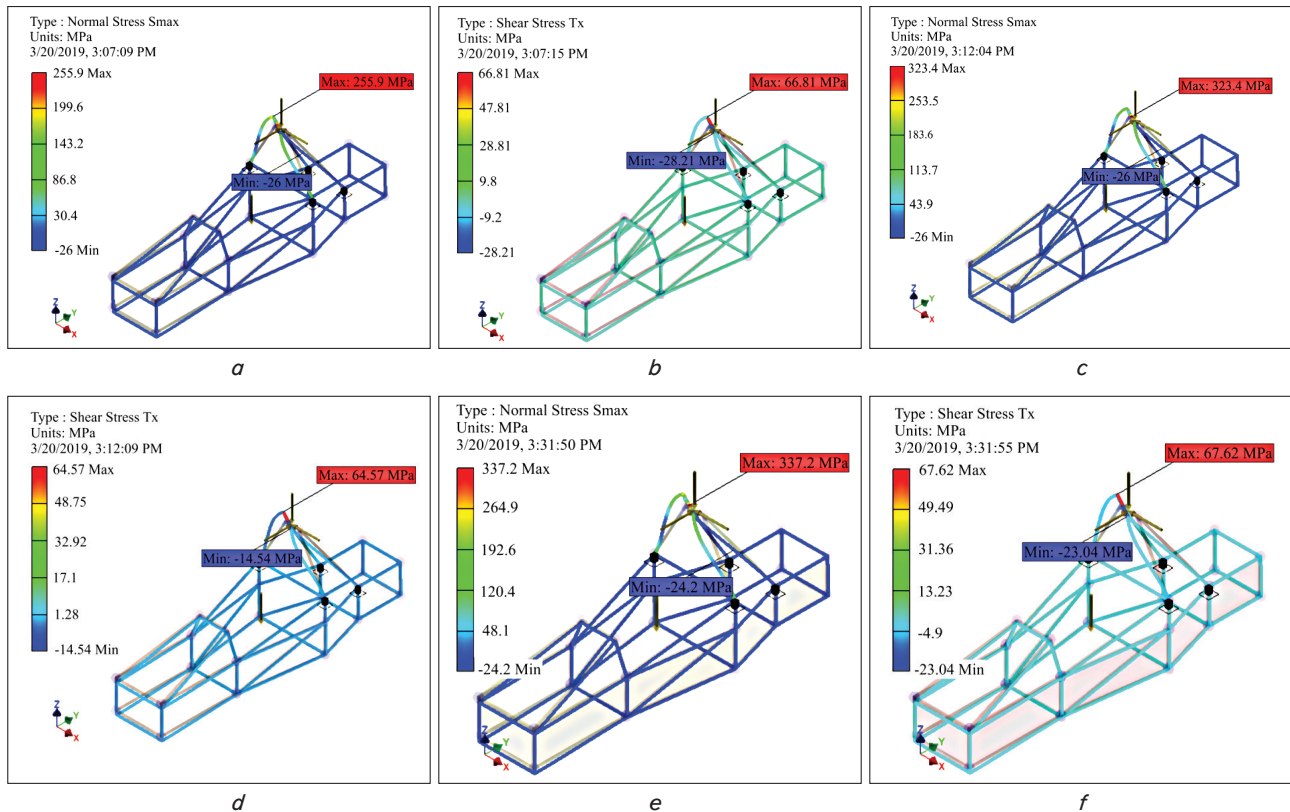 Type : Normal Stress Smax
Units: MPa
3/20/2019, 3:07:09 PM
255.9 Max
Max: 255.9 MPa
199.6
143.2
86.8
Min: -26 MPa
30.4
-26 Min
Z
Y
X
a
Type : Shear Stress Tx
Units: MPa
3/20/2019, 3:07:15 PM
66.81 Max
Max: 66.81 MPa
47.81
28.81
Min: -28.21 MPa
9.8
-9.2
-28.21
Z
Y
X
b
Type : Normal Stress Smax
Units: MPa
3/20/2019, 3:12:04 PM
323.4 Max
Max: 323.4 MPa
253.5
183.6
113.7
Min: -26 MPa
43.9
-26 Min
Z
Y
X
c
Type : Shear Stress Tx
Units: MPa
3/20/2019, 3:12:09 PM
64.57 Max
Max: 64.57 MPa
48.75
32.92
Min: -14.54 MPa
17.1
1.28
-14.54 Min
Z
Y
X
d
Type : Normal Stress Smax
Units: MPa
3/20/2019, 3:31:50 PM
337.2 Max
Max: 337.2 MPa
264.9
192.6
Min: -24.2 MPa
120.4
48.1
-24.2 Min
Z
Y
X
e
Type : Shear Stress Tx
Units: MPa
3/20/2019, 3:31:55 PM
67.62 Max
Max: 67.62 MPa
49.49
31.36
Min: -23.04 MPa
13.23
-4.9
-23.04 Min
Z
Y
X
f